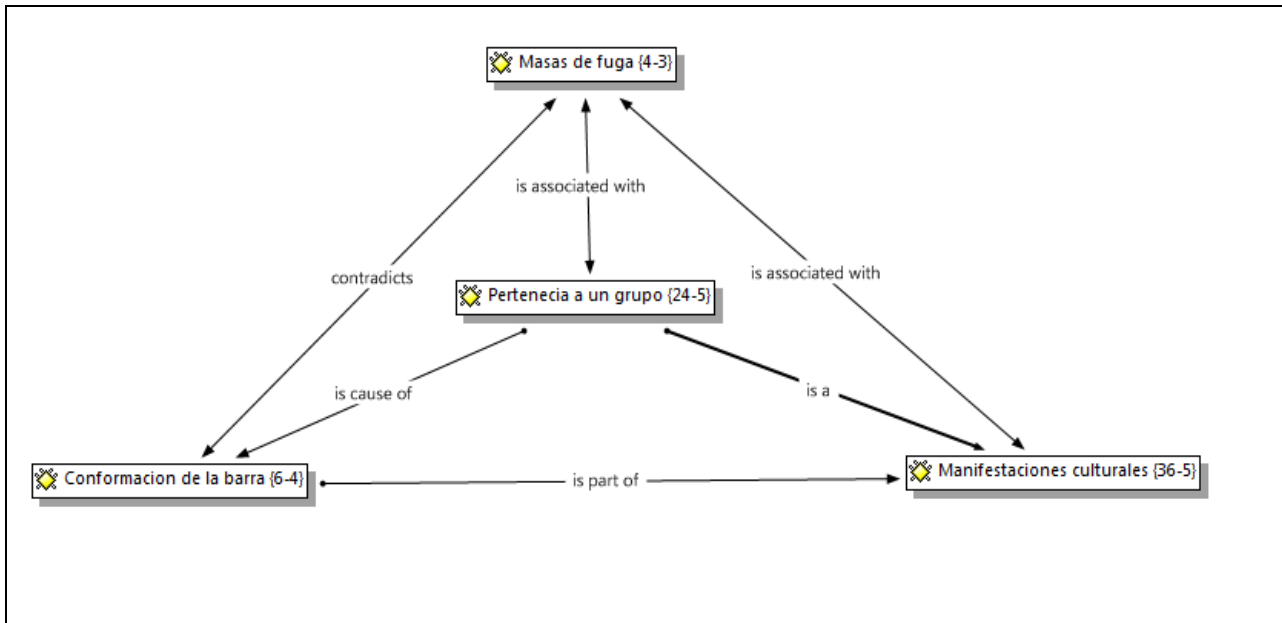 Masas de fuga {4-3}
is associated with
contradicts
is associated with
Pertenecia a un grupo {24-5}
is cause of
is a
Conformacion de la barra {6-4}
is part of
Manifestaciones culturales {36-5}